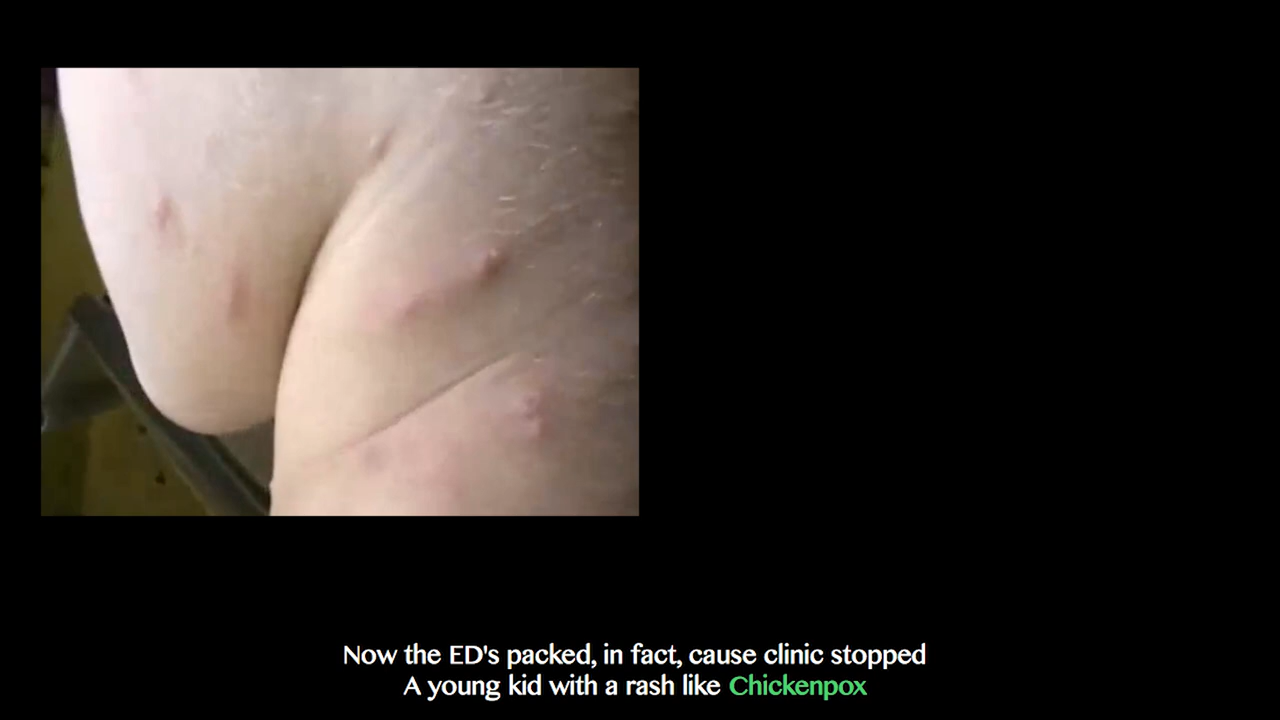 Now the ED's packed, in fact, cause clinic stopped
A young kid with a rash like Chickenpox